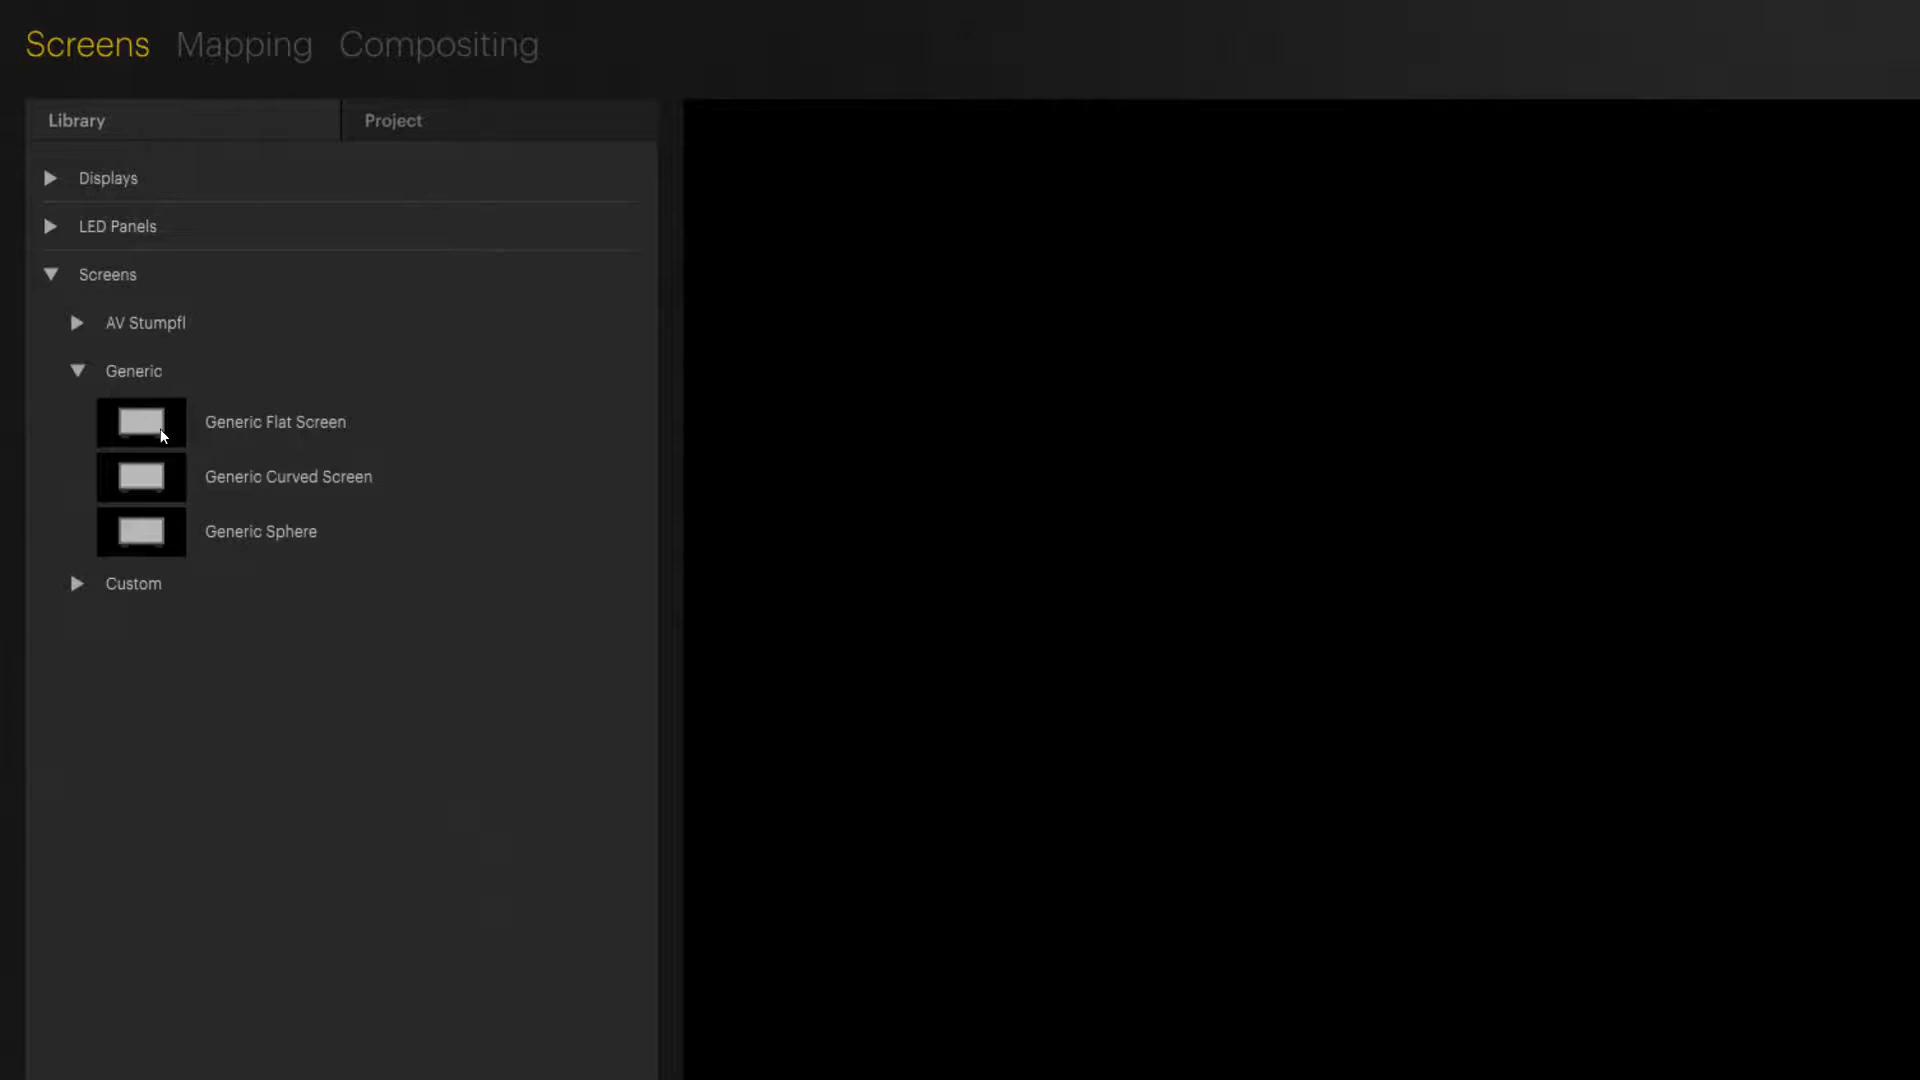 Screens Mapping Compositing
Library Project
Displays
LED Panels
Screens
AV Stumpfl
Generic
Generic Flat Screen
Generic Curved Screen
Generic Sphere
Custom